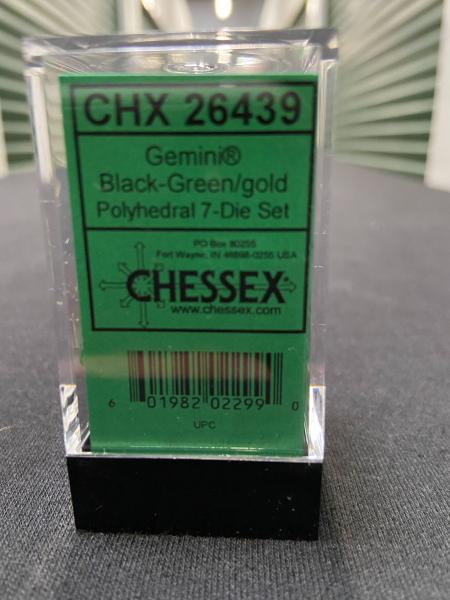 CHX 26439
Gemini®
Black-Green/gold
Polyhedral 7-Die Set
PO Box 80255
Fort Wayne, IN 46898-0255 USA
CHESSEX®
www.chessex.com
6 01982 02299 0
UPC